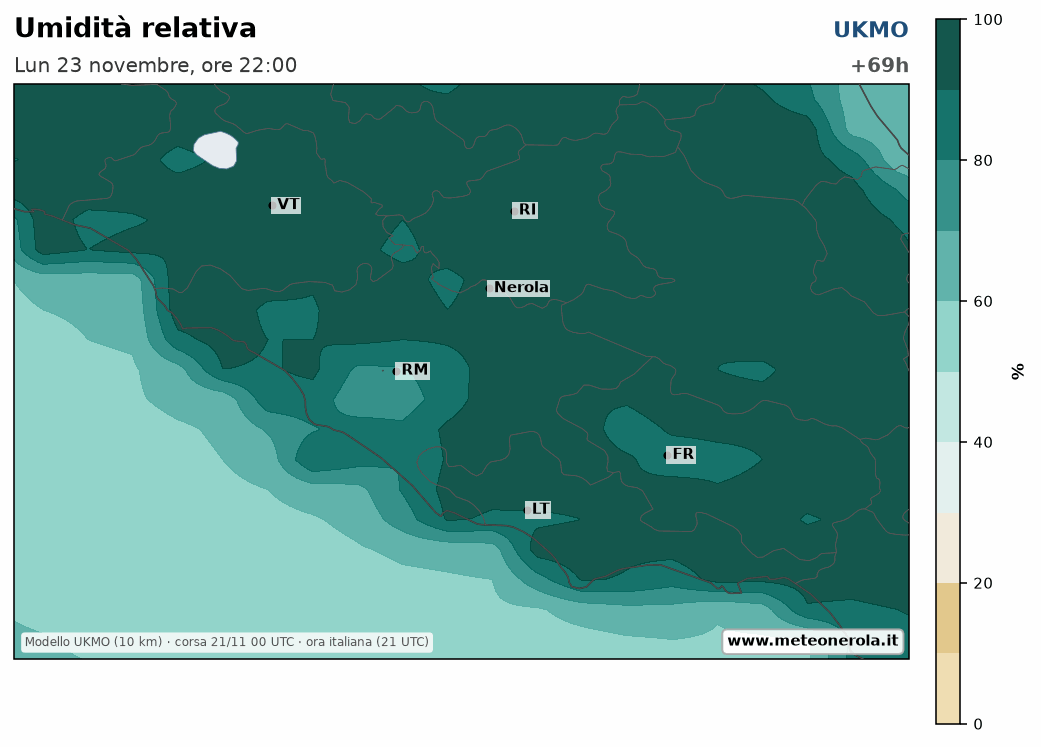 Umidità relativa
UKMO
Lun 23 novembre, ore 22:00
+69h
100
80
60
40
20
0
%
VT
RI
Nerola
RM
FR
LT
Modello UKMO (10 km) · corsa 21/11 00 UTC · ora italiana (21 UTC)
www.meteonerola.it